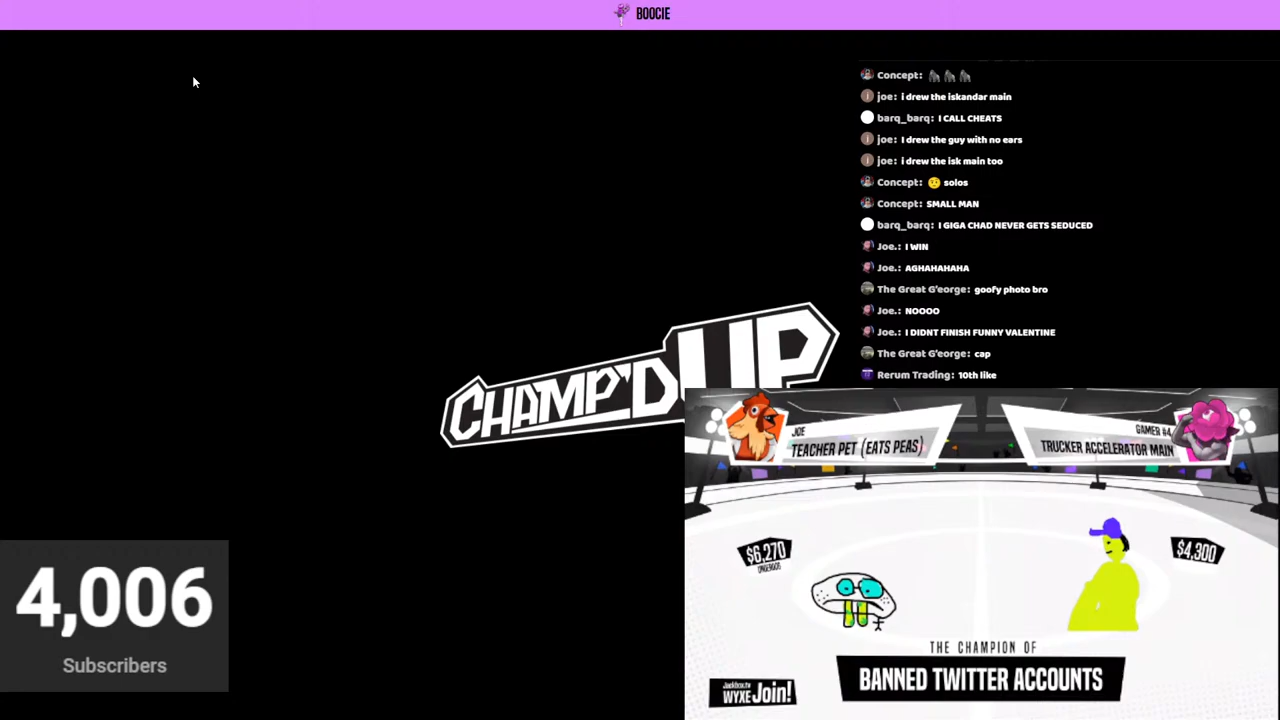 BOOCIE
Concept: 🦍🦍🦍
joe: i drew the iskandar main
barq_barq: I CALL CHEATS
joe: I drew the guy with no ears
joe: i drew the isk main too
Concept: 🤨 solos
Concept: SMALL MAN
barq_barq: I GIGA CHAD NEVER GETS SEDUCED
Joe.: I WIN
Joe.: AGHAHAHAHA
The Great G'eorge: goofy photo bro
Joe.: NOOOO
Joe.: I DIDNT FINISH FUNNY VALENTINE
The Great G'eorge: cap
Rerum Trading: 10th like
CHAMP'D UP
JOE
TEACHER PET (EATS PEAS)
GAMER #4
TRUCKER ACCELERATOR MAIN
$6,270
UNDERDOG
$4,300
THE CHAMPION OF
BANNED TWITTER ACCOUNTS
Jackbox.tv
WYXE Join!
4,006
Subscribers